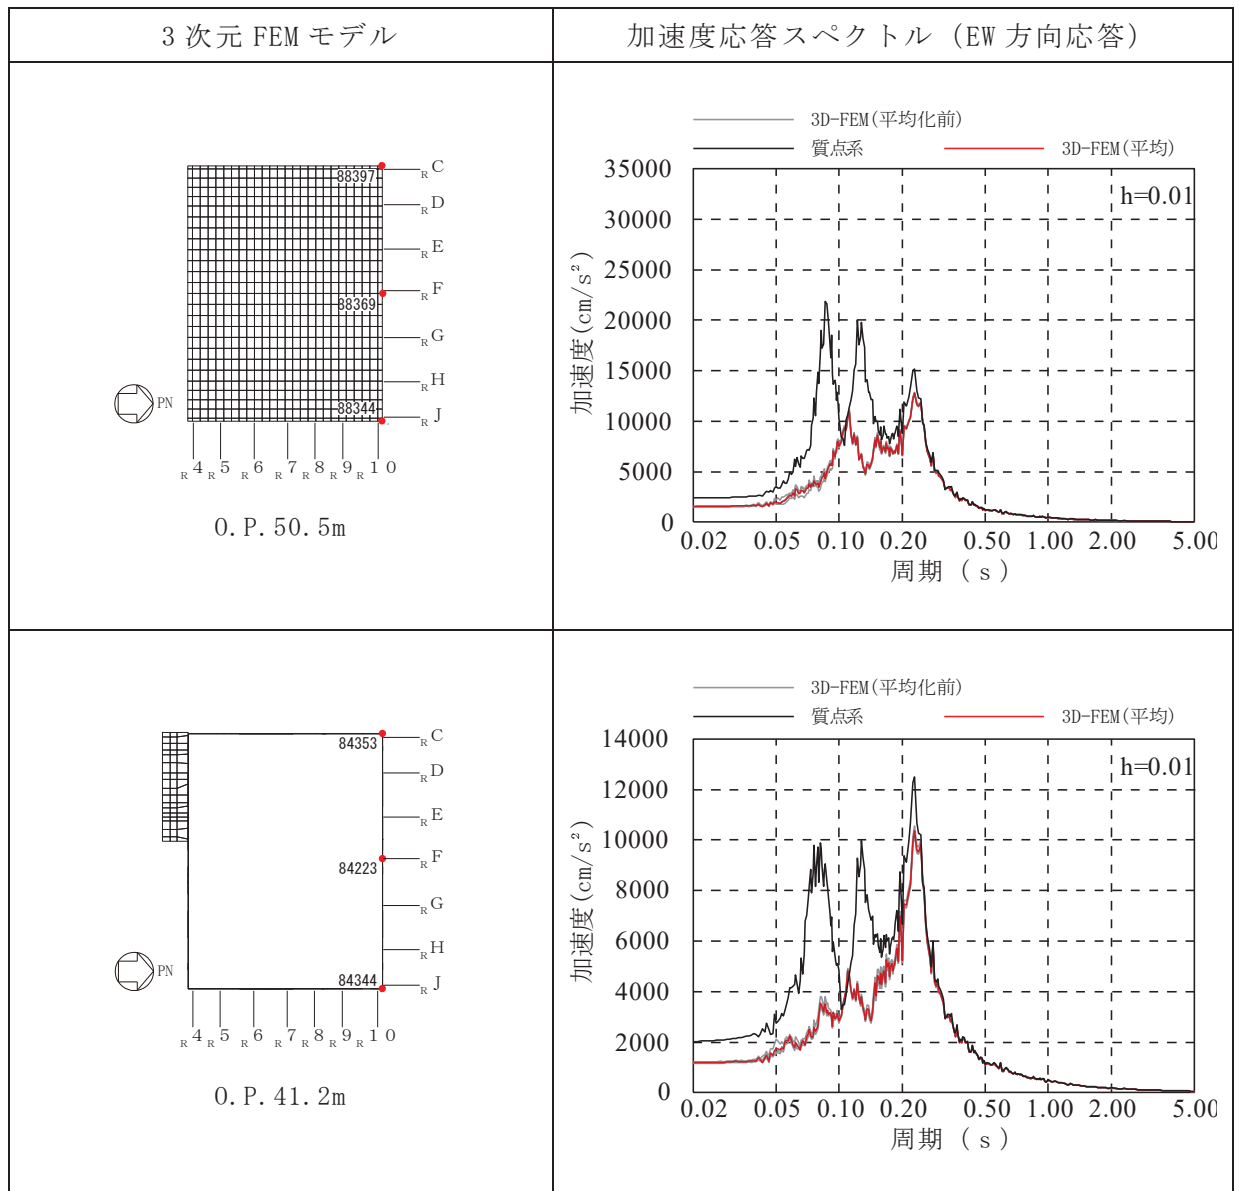 3次元 FEM モデル
加速度応答スペクトル（EW 方向応答）
88397
RC
RD
RE
RF
88369
RG
RH
88344
RJ
PN
R4 R5 R6 R7 R8 R9 R10
O.P.50.5m
3D-FEM(平均化前)
質点系
3D-FEM(平均)
h=0.01
加速度(cm/s²)
35000
30000
25000
20000
15000
10000
5000
0
0.02 0.05 0.10 0.20 0.50 1.00 2.00 5.00
周期（s）
84353
RC
RD
RE
RF
84223
RG
RH
84344
RJ
PN
R4 R5 R6 R7 R8 R9 R10
O.P.41.2m
3D-FEM(平均化前)
質点系
3D-FEM(平均)
h=0.01
加速度(cm/s²)
14000
12000
10000
8000
6000
4000
2000
0
0.02 0.05 0.10 0.20 0.50 1.00 2.00 5.00
周期（s）